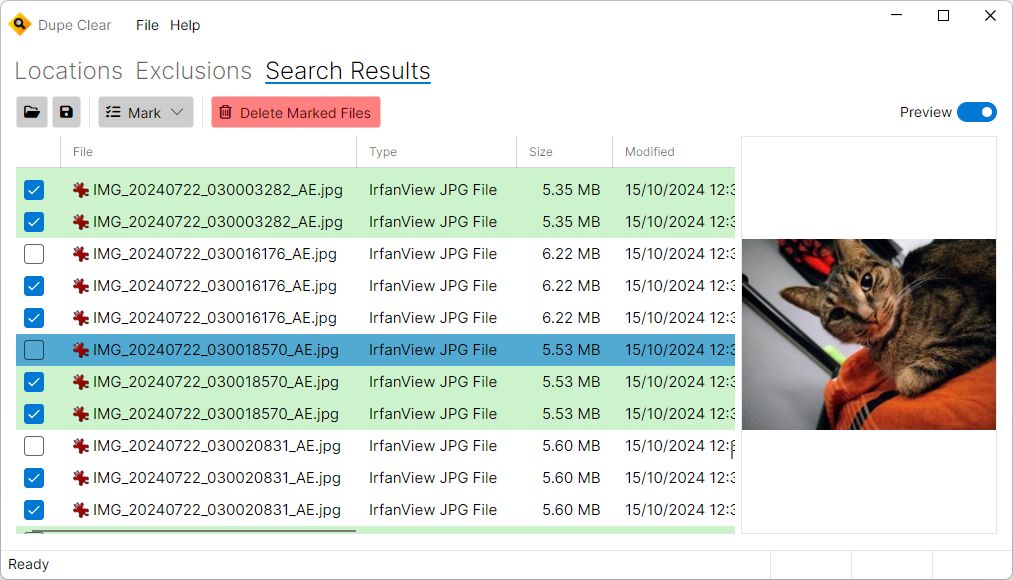 Dupe Clear File Help
Locations Exclusions Search Results
Mark Delete Marked Files Preview
File Type Size Modified
IMG_20240722_030003282_AE.jpg IrfanView JPG File 5.35 MB 15/10/2024 12:3
IMG_20240722_030003282_AE.jpg IrfanView JPG File 5.35 MB 15/10/2024 12:3
IMG_20240722_030016176_AE.jpg IrfanView JPG File 6.22 MB 15/10/2024 12:3
IMG_20240722_030016176_AE.jpg IrfanView JPG File 6.22 MB 15/10/2024 12:3
IMG_20240722_030016176_AE.jpg IrfanView JPG File 6.22 MB 15/10/2024 12:3
IMG_20240722_030018570_AE.jpg IrfanView JPG File 5.53 MB 15/10/2024 12:3
IMG_20240722_030018570_AE.jpg IrfanView JPG File 5.53 MB 15/10/2024 12:3
IMG_20240722_030018570_AE.jpg IrfanView JPG File 5.53 MB 15/10/2024 12:3
IMG_20240722_030020831_AE.jpg IrfanView JPG File 5.60 MB 15/10/2024 12:
IMG_20240722_030020831_AE.jpg IrfanView JPG File 5.60 MB 15/10/2024 12:3
IMG_20240722_030020831_AE.jpg IrfanView JPG File 5.60 MB 15/10/2024 12:3
Ready